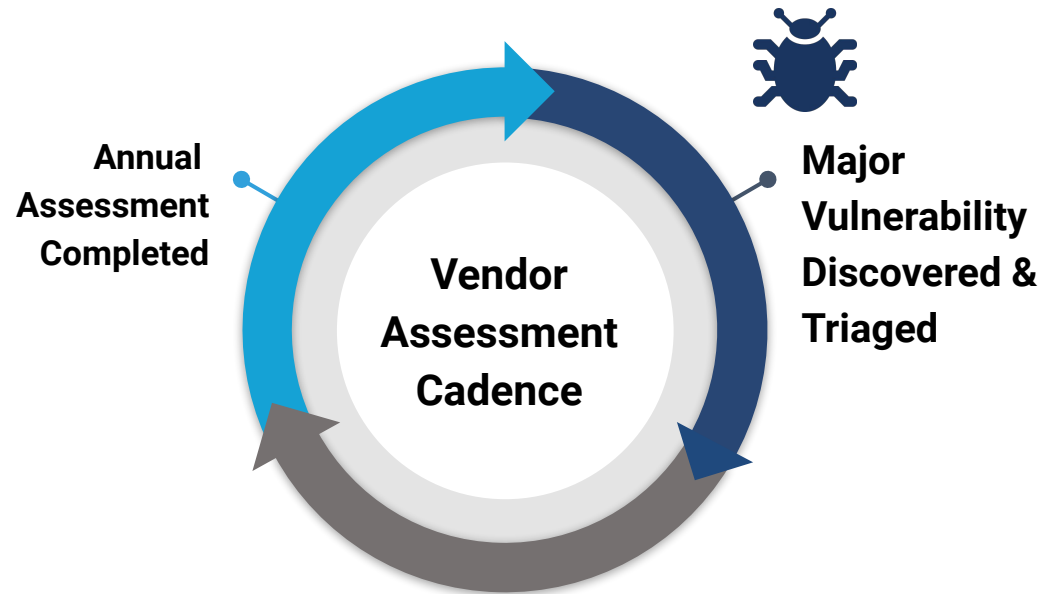 Annual
Assessment
Completed
Vendor
Assessment
Cadence
Major
Vulnerability
Discovered &
Triaged